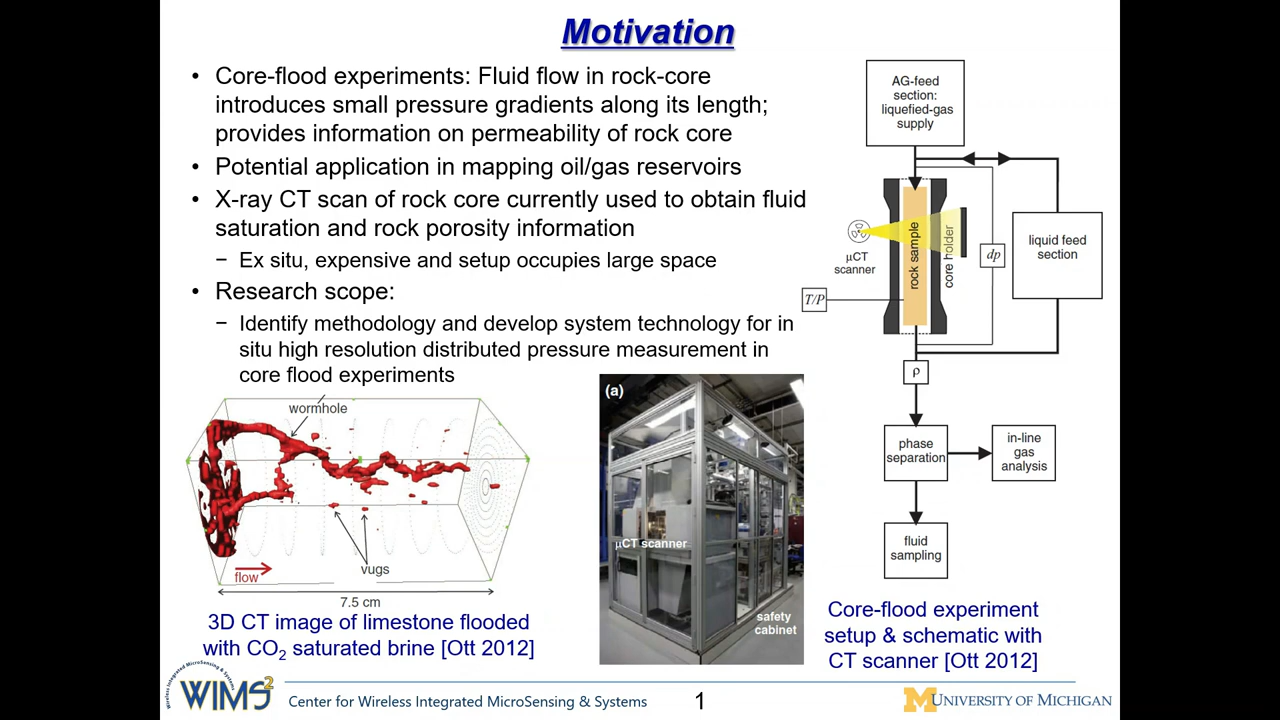 Motivation
• Core-flood experiments: Fluid flow in rock-core
introduces small pressure gradients along its length;
provides information on permeability of rock core
• Potential application in mapping oil/gas reservoirs
• X-ray CT scan of rock core currently used to obtain fluid
saturation and rock porosity information
− Ex situ, expensive and setup occupies large space
• Research scope:
− Identify methodology and develop system technology for in
situ high resolution distributed pressure measurement in
core flood experiments
wormhole
vugs
flow
7.5 cm
3D CT image of limestone flooded
with CO2 saturated brine [Ott 2012]
(a)
μCT scanner
safety
cabinet
AG-feed
section:
liquefied-gas
supply
μCT
scanner
rock sample
core holder
dp
liquid feed
section
T/P
ρ
phase
separation
in-line
gas
analysis
fluid
sampling
Core-flood experiment
setup & schematic with
CT scanner [Ott 2012]
Wireless Integrated MicroSensing & Systems
WIMS2
Center for Wireless Integrated MicroSensing & Systems
1
M UNIVERSITY OF MICHIGAN